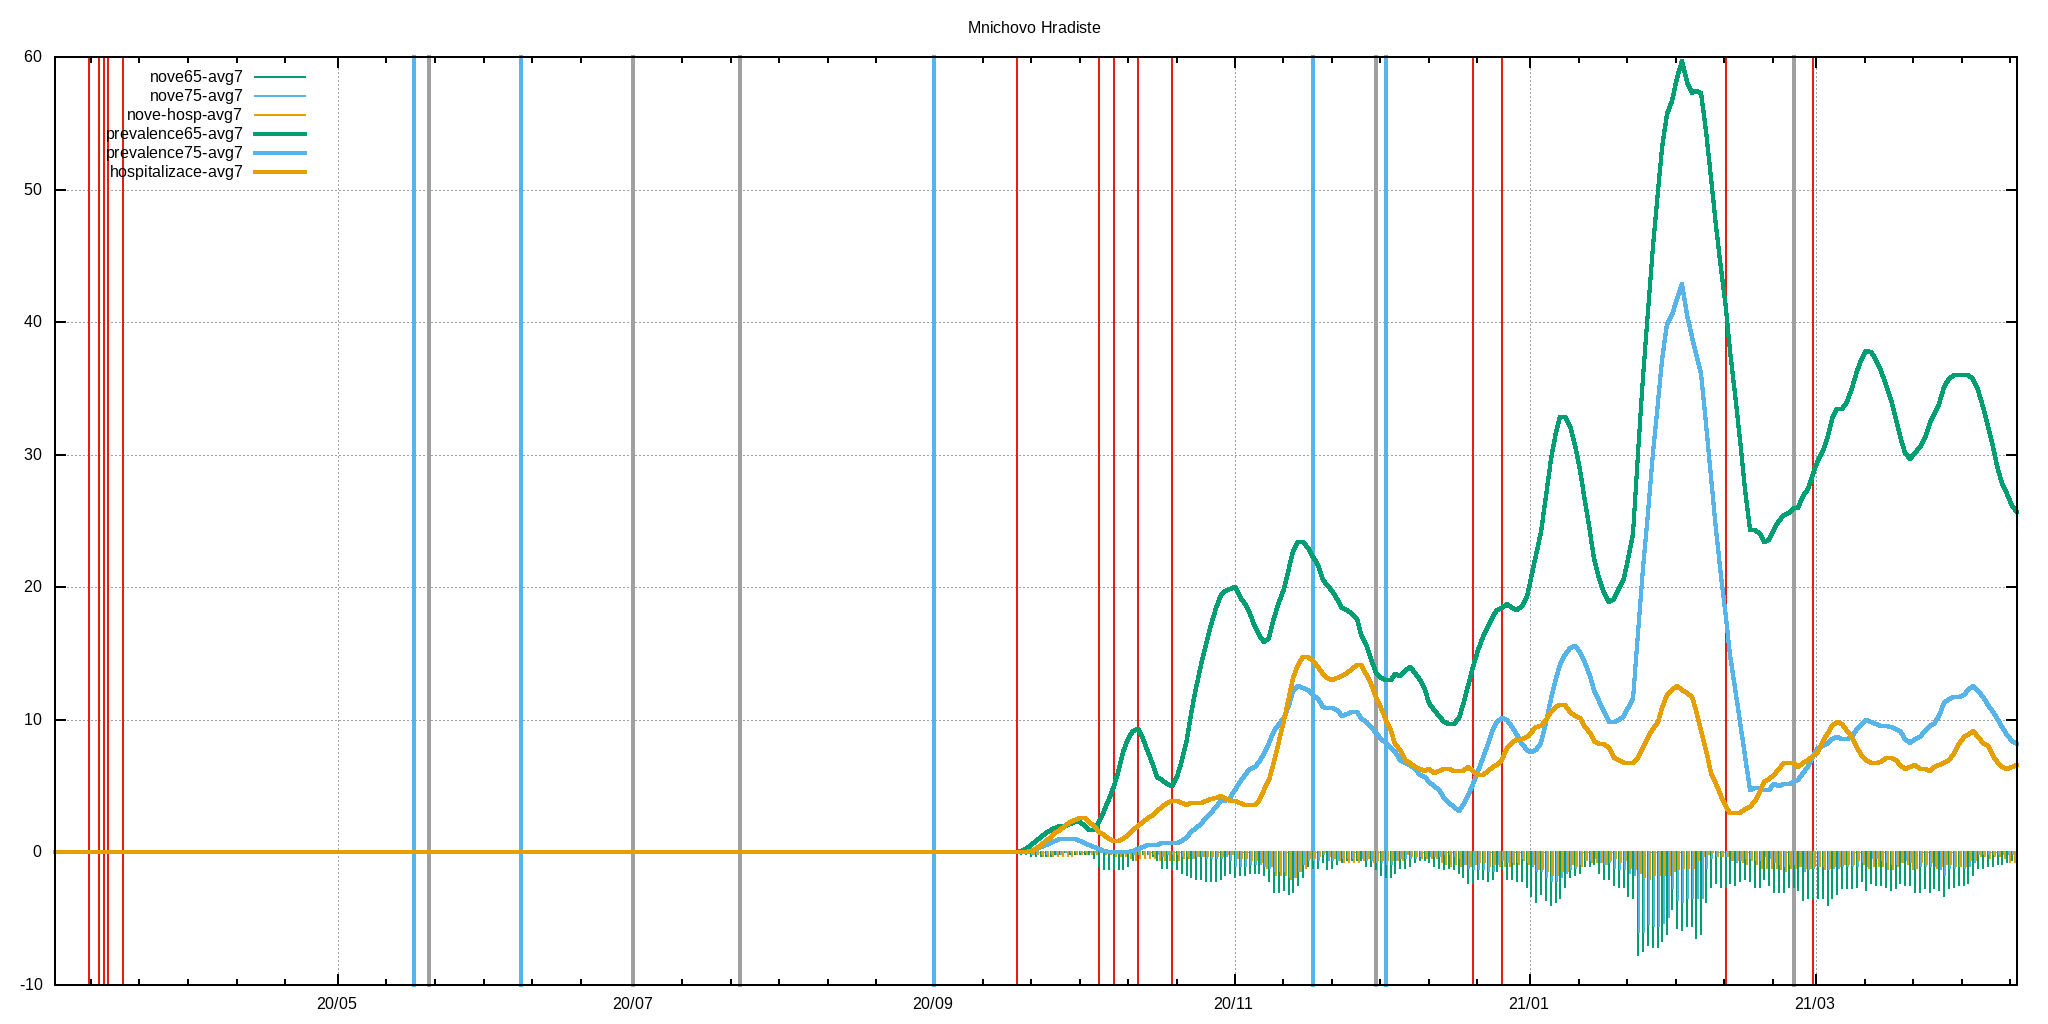 Mnichovo Hradiste
60
nove65-avg7
nove75-avg7
nove-hosp-avg7
prevalence65-avg7
prevalence75-avg7
hospitalizace-avg7
50
40
30
20
10
0
-10
20/05 20/07 20/09 20/11 21/01 21/03